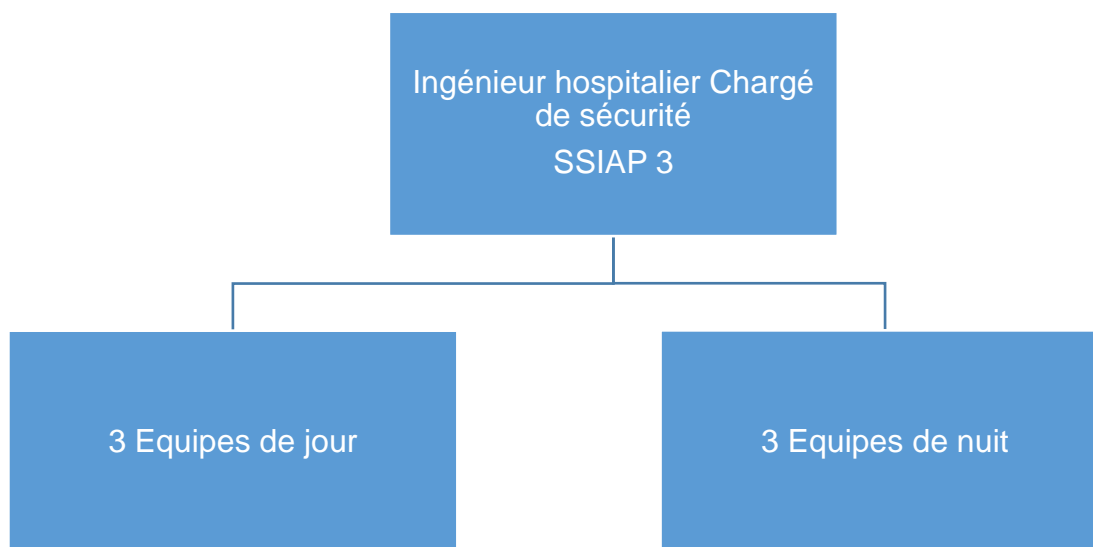 Ingénieur hospitalier Chargé
de sécurité
SSIAP 3
3 Equipes de jour
3 Equipes de nuit